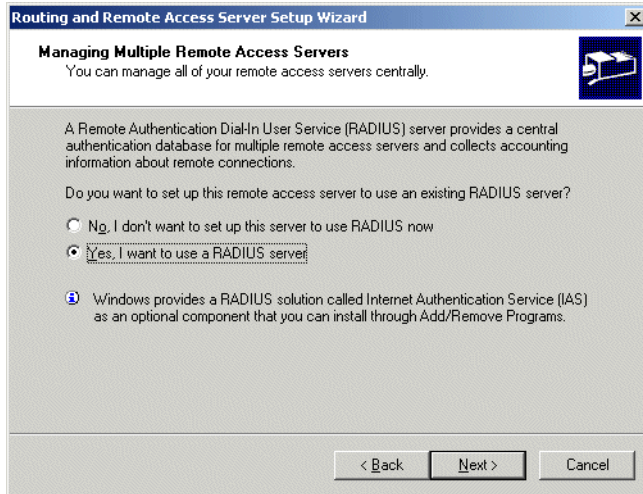 Routing and Remote Access Server Setup Wizard
Managing Multiple Remote Access Servers
You can manage all of your remote access servers centrally.
A Remote Authentication Dial-In User Service (RADIUS) server provides a central
authentication database for multiple remote access servers and collects accounting
information about remote connections.
Do you want to set up this remote access server to use an existing RADIUS server?
No, I don't want to set up this server to use RADIUS now
Yes, I want to use a RADIUS server
Windows provides a RADIUS solution called Internet Authentication Service (IAS)
as an optional component that you can install through Add/Remove Programs.
< Back Next > Cancel